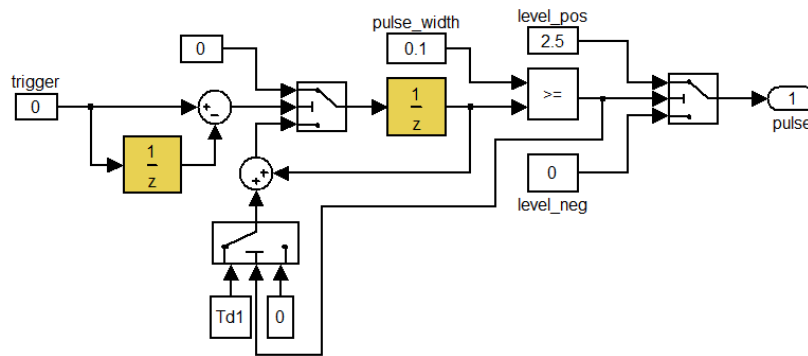 level_pos
pulse_width
2.5
0
0.1
trigger
0
1
z
>=
1
pulse
+
-
1
z
+
+
0
level_neg
Td1
0